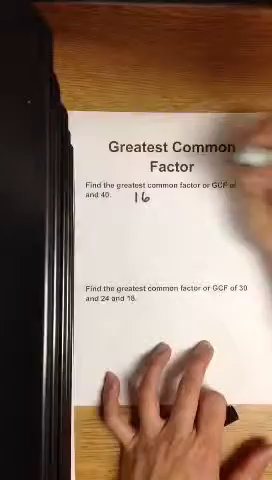 Greatest Common
Factor
Find the greatest common factor or GCF of
and 40.
16
Find the greatest common factor or GCF of 30
and 24 and 18.